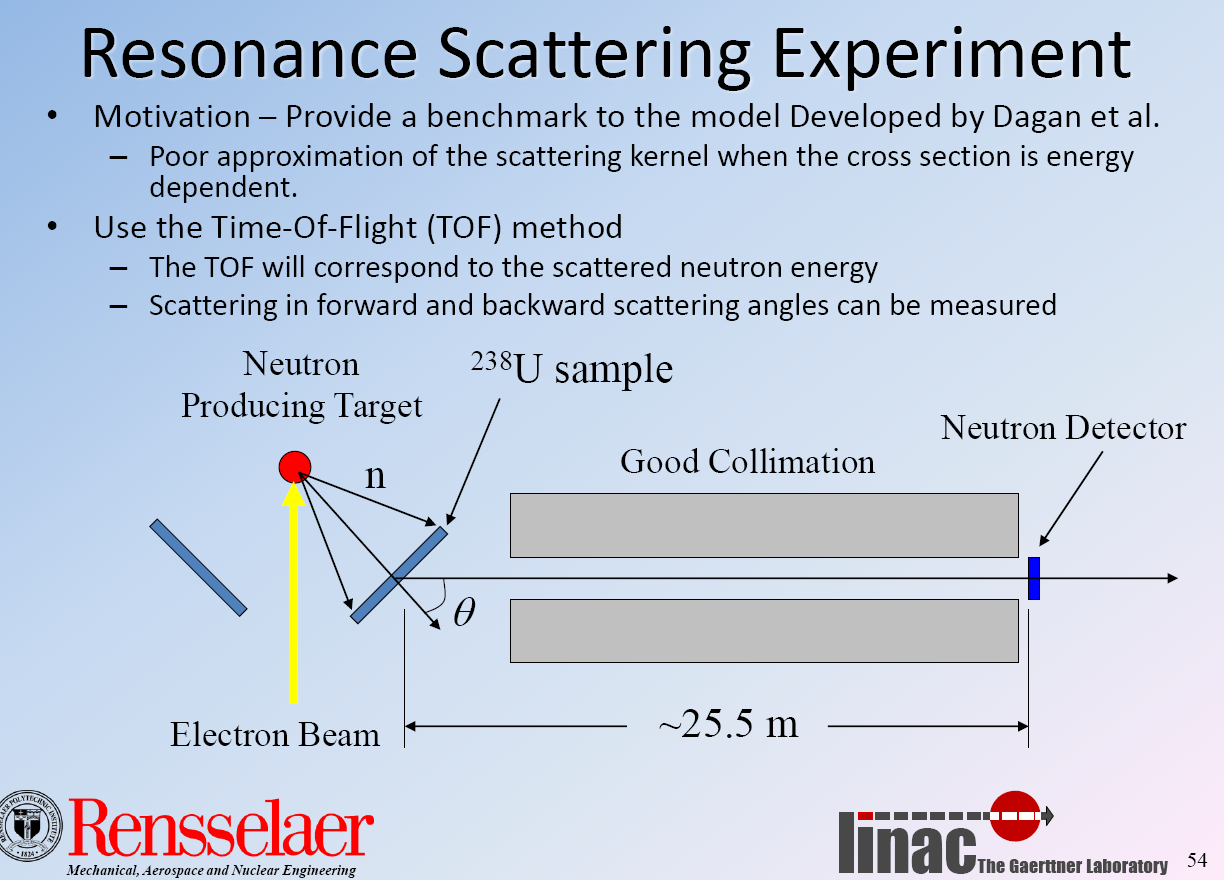 Resonance Scattering Experiment
• Motivation – Provide a benchmark to the model Developed by Dagan et al.
– Poor approximation of the scattering kernel when the cross section is energy
dependent.
• Use the Time-Of-Flight (TOF) method
– The TOF will correspond to the scattered neutron energy
– Scattering in forward and backward scattering angles can be measured
Neutron
Producing Target
²³⁸U sample
Neutron Detector
Good Collimation
n
θ
~25.5 m
Electron Beam
Rensselaer
Mechanical, Aerospace and Nuclear Engineering
linac
The Gaerttner Laboratory
54